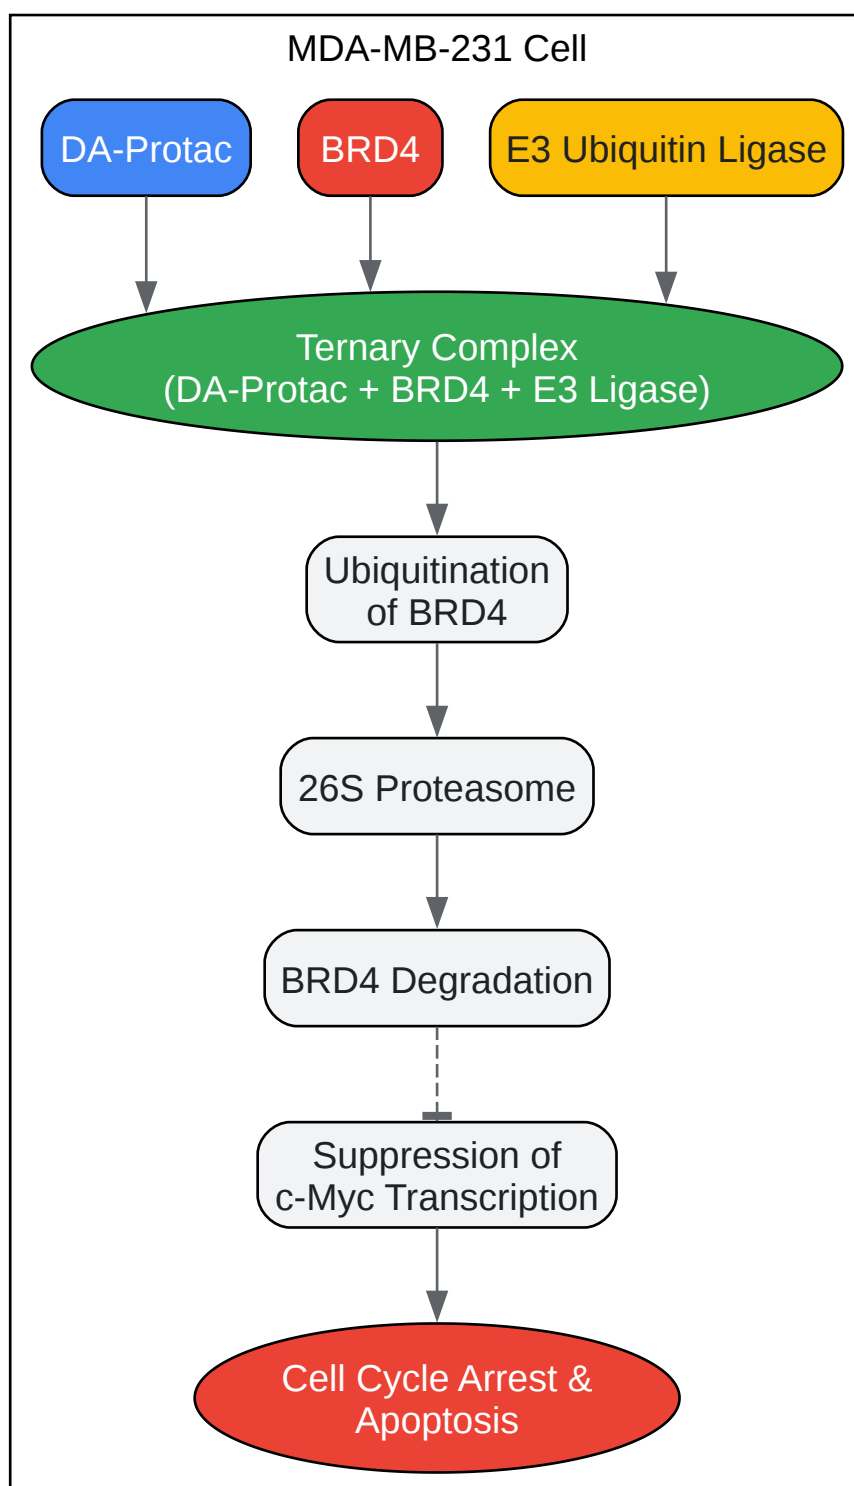 MDA-MB-231 Cell
DA-Protac
BRD4
E3 Ubiquitin Ligase
Ternary Complex
(DA-Protac + BRD4 + E3 Ligase)
Ubiquitination
of BRD4
26S Proteasome
BRD4 Degradation
Suppression of
c-Myc Transcription
Cell Cycle Arrest &
Apoptosis